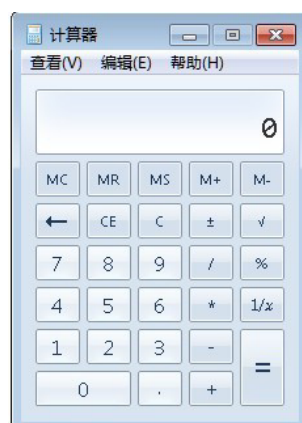 计算器
查看(V) 编辑(E) 帮助(H)
0
MC MR MS M+ M-
← CE C ± √
7 8 9 / %
4 5 6 * 1/x
1 2 3 - =
0 . +